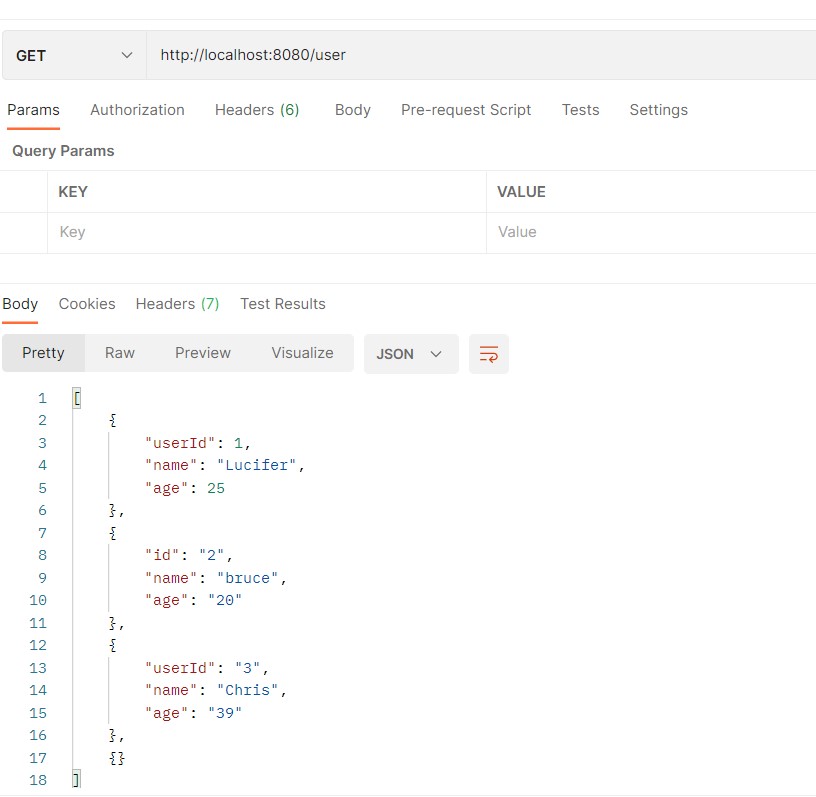 GET http://localhost:8080/user
Params Authorization Headers (6) Body Pre-request Script Tests Settings
Query Params
KEY VALUE
Key Value
Body Cookies Headers (7) Test Results
Pretty Raw Preview Visualize JSON
1 [
2 {
3 "userId": 1,
4 "name": "Lucifer",
5 "age": 25
6 },
7 {
8 "id": "2",
9 "name": "bruce",
10 "age": "20"
11 },
12 {
13 "userId": "3",
14 "name": "Chris",
15 "age": "39"
16 },
17 {}
18 ]